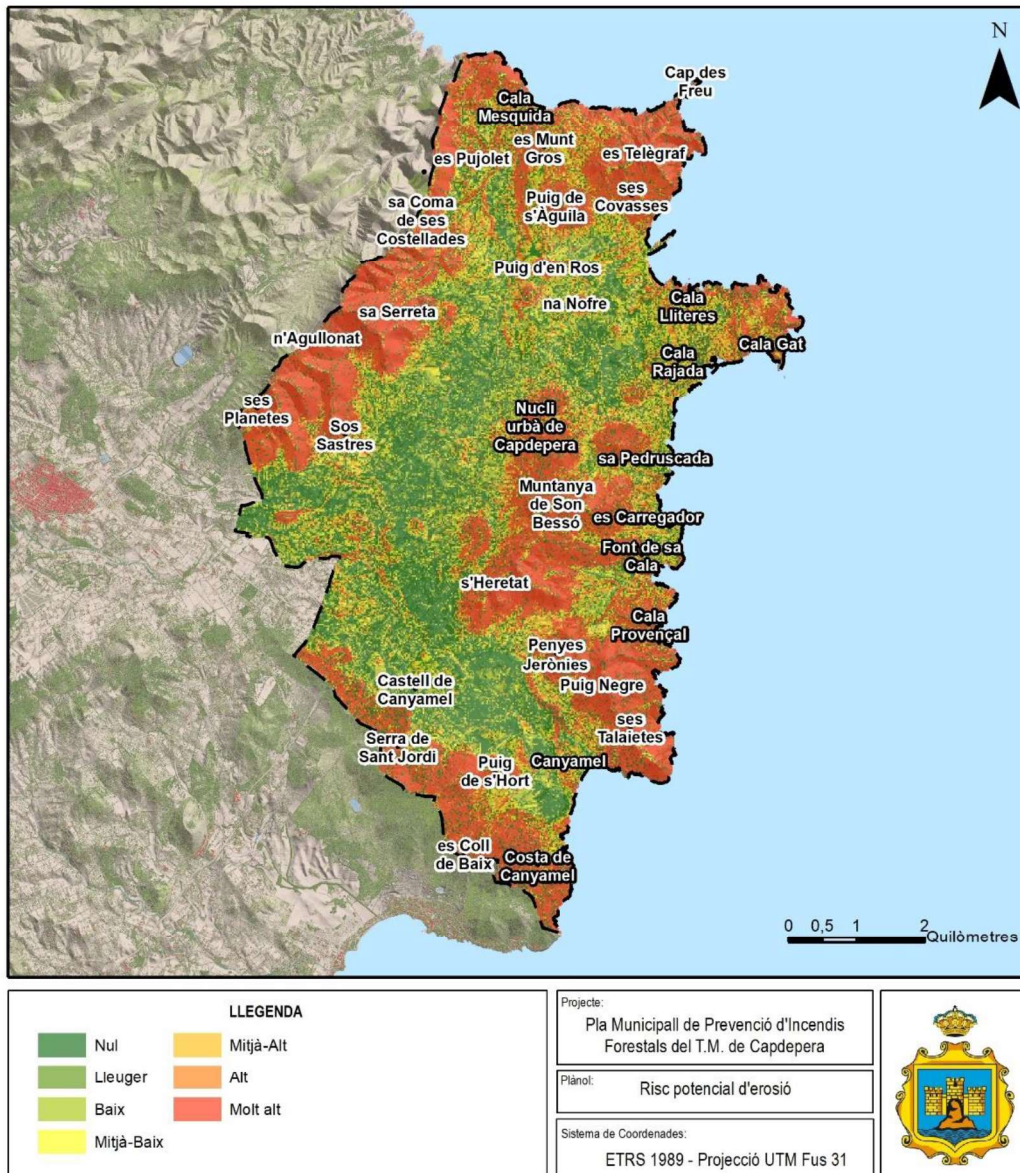 N
Cap des
Freu
Cala
Mesquida
es Munt
Gros
es Pujolet
es Telègraf
ses
Covasses
Puig de
s'Àguila
sa Coma
de ses
Costellades
Puig d'en Ros
na Nofre
Cala
Lliteres
sa Serreta
n'Agullonat
Cala Gat
Cala
Rajada
ses
Planetes
Sos
Sastres
Nucli
urbà de
Capdepera
sa Pedruscada
Muntanya
de Son
Bessó
es Carregador
Font de sa
Cala
s'Heretat
Cala
Provençal
Penyes
Jerònies
Castell de
Canyamel
Puig Negre
ses
Talaietes
Serra de
Sant Jordi
Puig
de s'Hort
Canyamel
es Coll
de Baix
Costa de
Canyamel
0 0,5 1 2
Quilòmetres
LLEGENDA
Nul
Lleuger
Baix
Mitjà-Baix
Mitjà-Alt
Alt
Molt alt
Projecte:
Pla Municipall de Prevenció d'Incendis
Forestals del T.M. de Capdepera
Plànol:
Risc potencial d'erosió
Sistema de Coordenades:
ETRS 1989 - Projecció UTM Fus 31